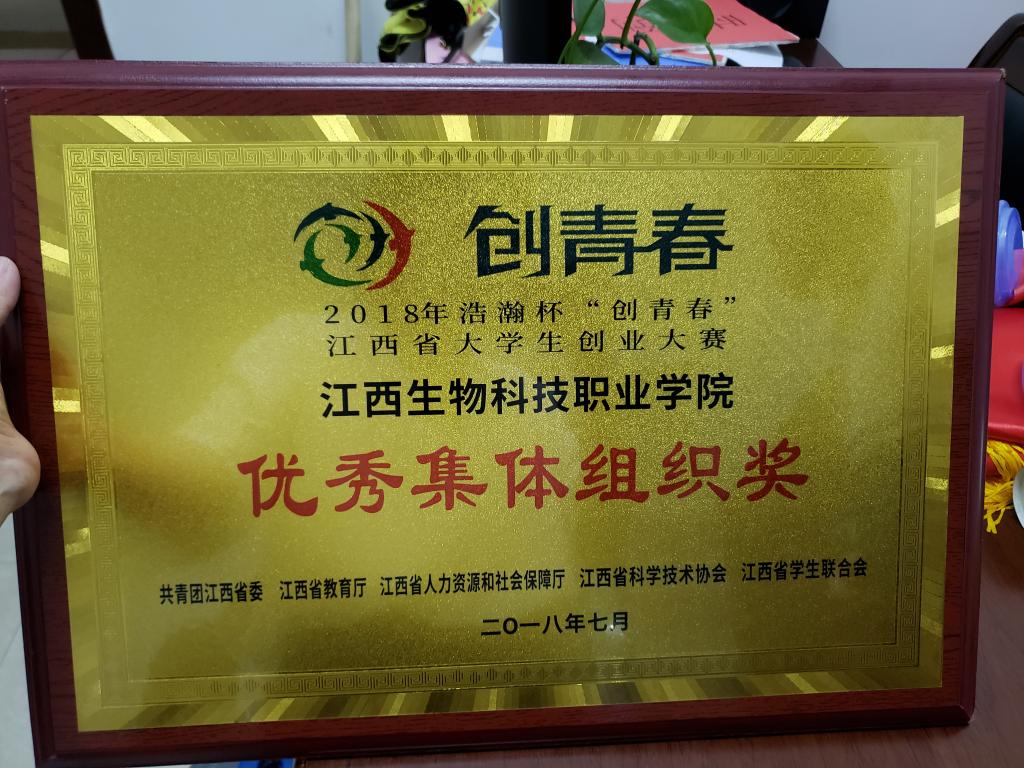 创青春
2018年浩瀚杯“创青春”
江西省大学生创业大赛
江西生物科技职业学院
优秀集体组织奖
共青团江西省委 江西省教育厅 江西省人力资源和社会保障厅 江西省科学技术协会 江西省学生联合会
二O一八年七月